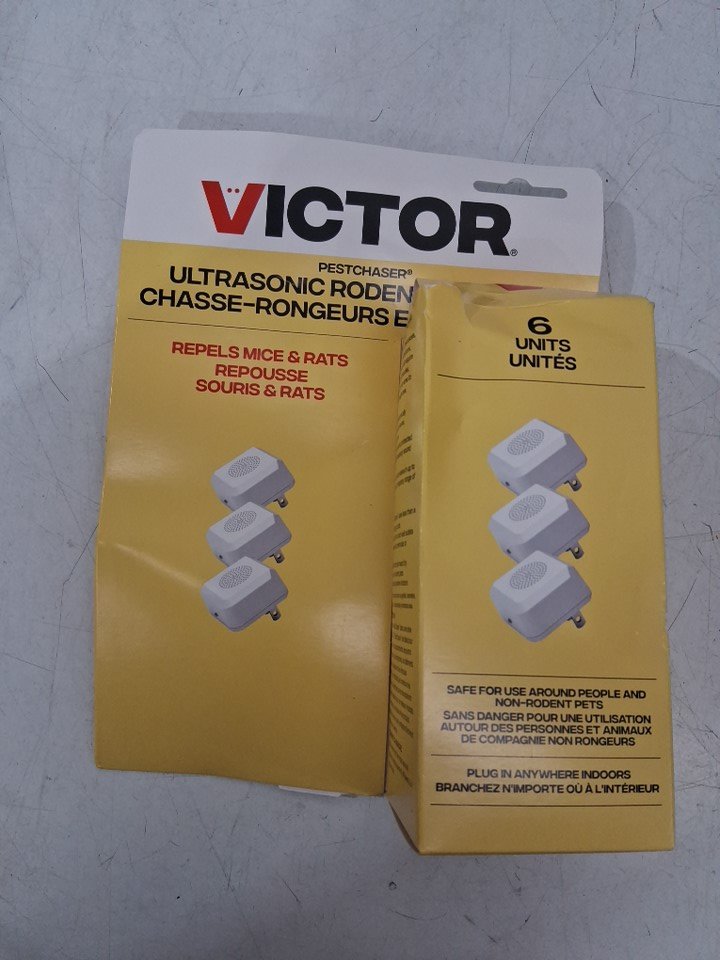 VICTOR®
PESTCHASER®
ULTRASONIC RODEN
CHASSE-RONGEURS E
REPELS MICE & RATS
REPOUSSE
SOURIS & RATS
6
UNITS
UNITÉS
SAFE FOR USE AROUND PEOPLE AND
NON-RODENT PETS
SANS DANGER POUR UNE UTILISATION
AUTOUR DES PERSONNES ET ANIMAUX
DE COMPAGNIE NON RONGEURS
PLUG IN ANYWHERE INDOORS
BRANCHEZ N'IMPORTE OÙ À L'INTÉRIEUR